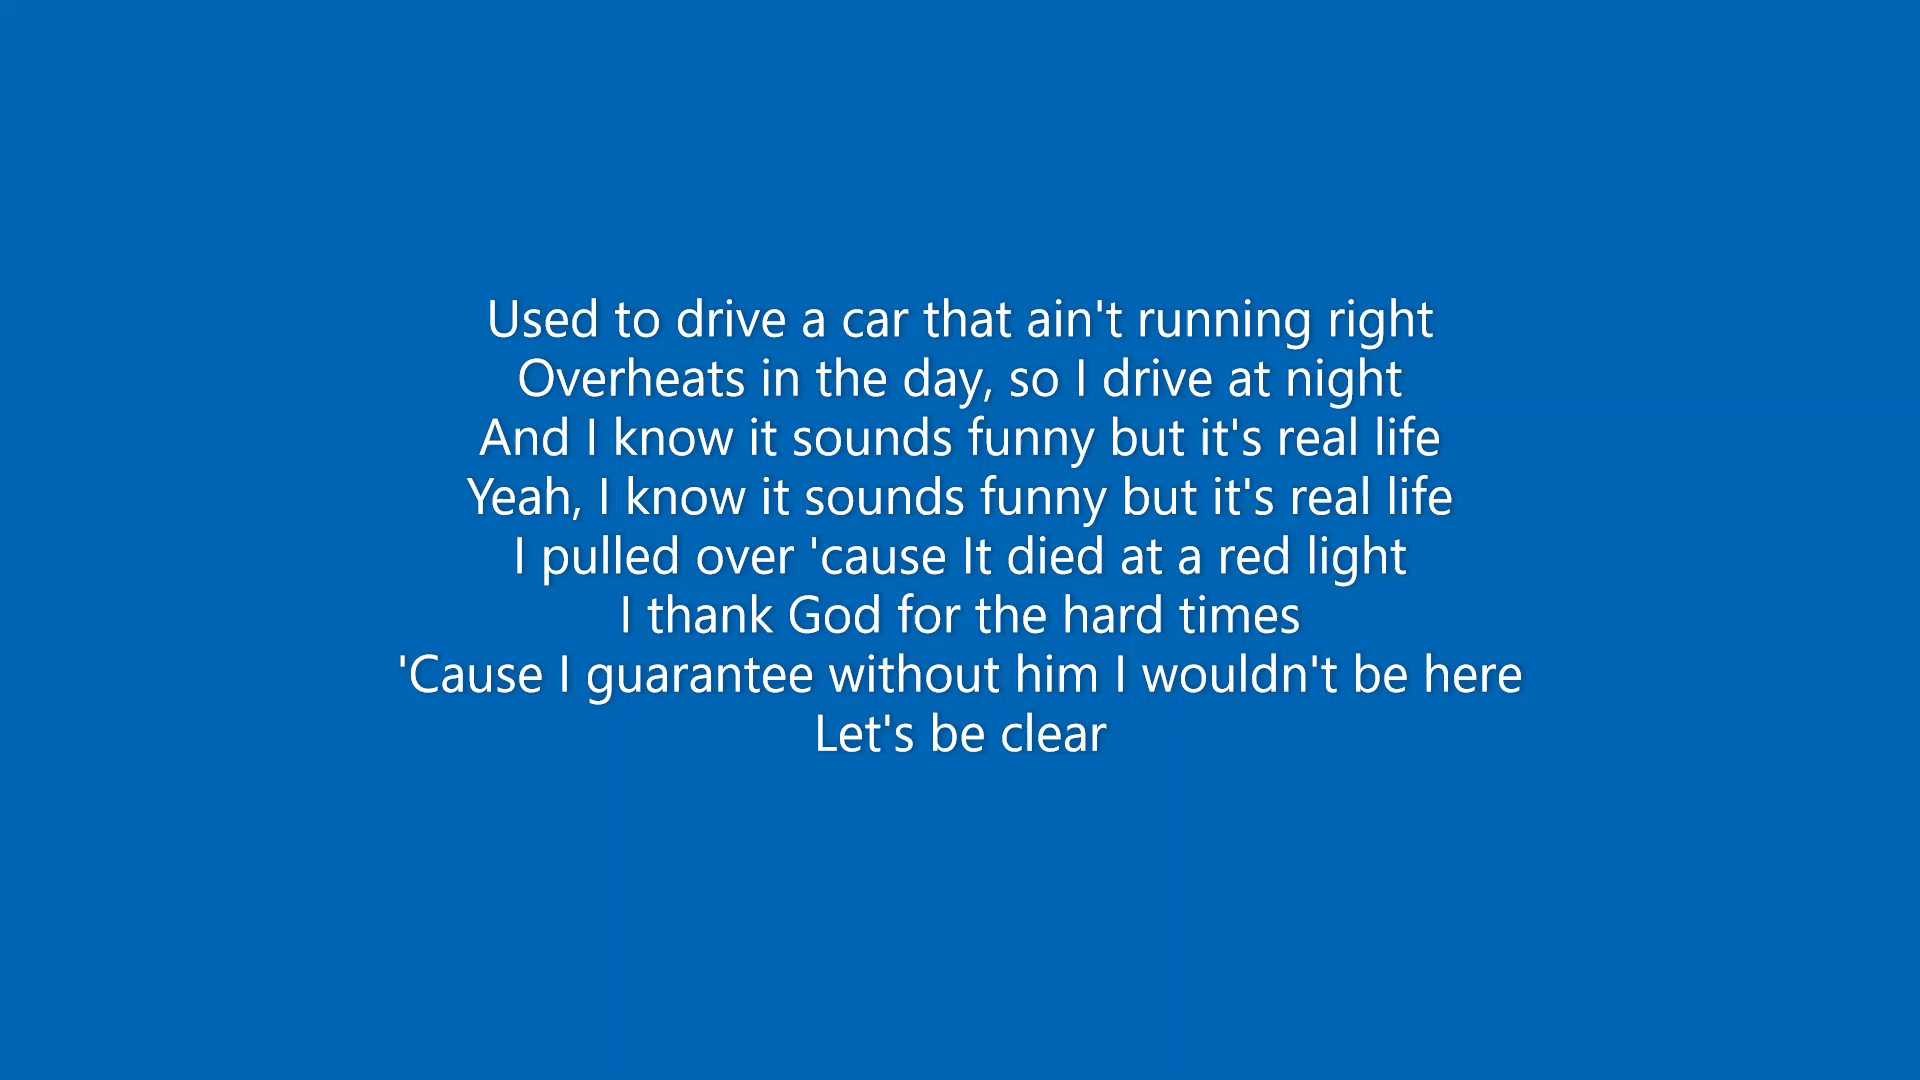 Used to drive a car that ain't running right
Overheats in the day, so I drive at night
And I know it sounds funny but it's real life
Yeah, I know it sounds funny but it's real life
I pulled over 'cause It died at a red light
I thank God for the hard times
'Cause I guarantee without him I wouldn't be here
Let's be clear